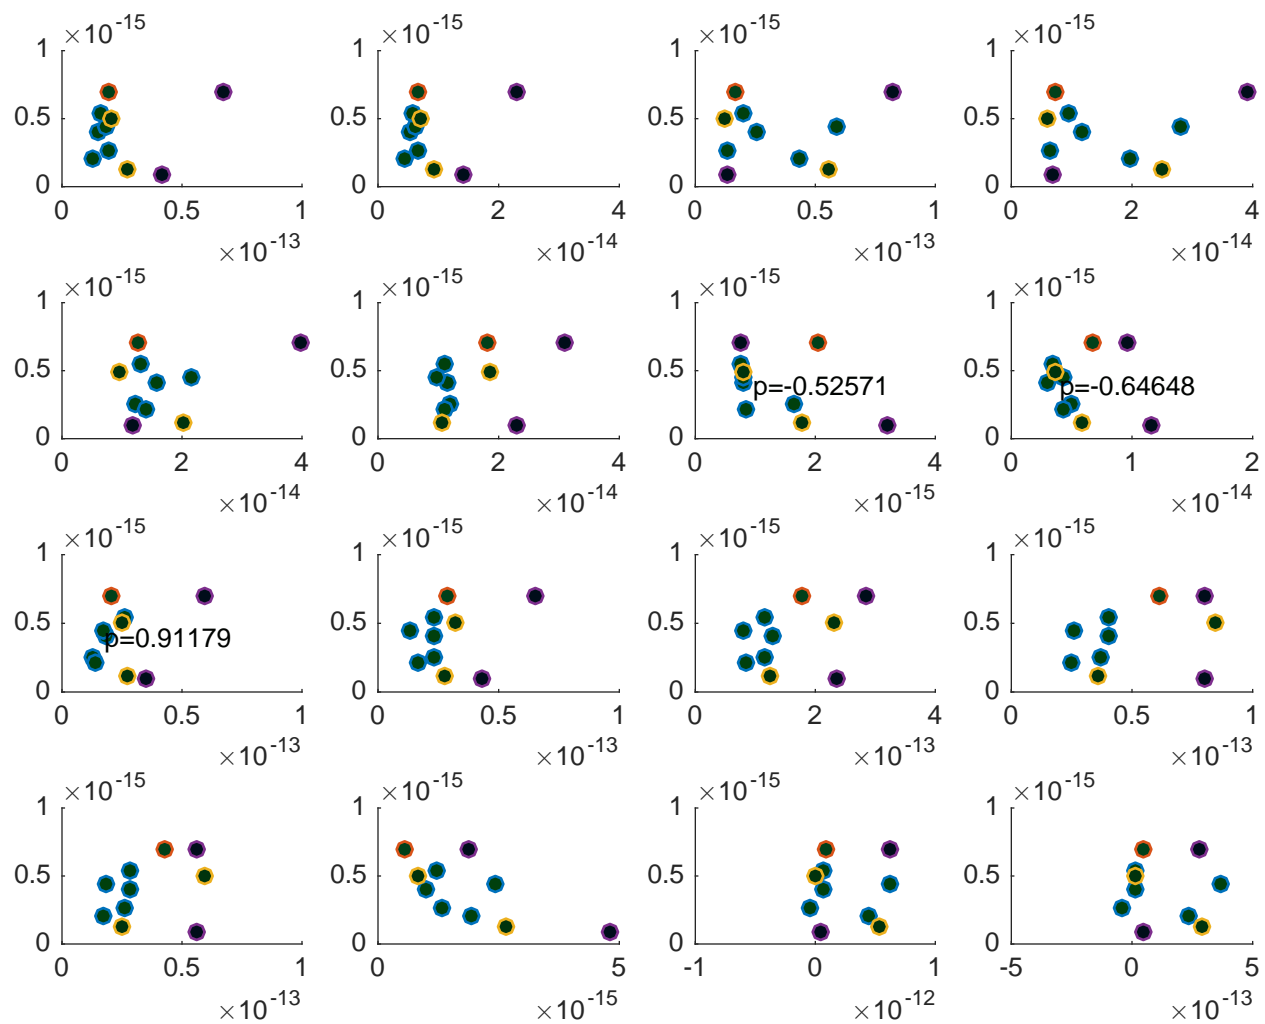 ×10-15 ×10-15 ×10-15 ×10-15
1 1 1 1
0.5 0.5 0.5 0.5
0 0 0 0
0 0.5 1 0 2 4 0 0.5 1 0 2 4
×10-13 ×10-14 ×10-13 ×10-14
×10-15 ×10-15 ×10-15 ×10-15
1 1 1 1
0.5 0.5 0.5 0.5
p=-0.52571 p=-0.64648
0 0 0 0
0 2 4 0 2 4 0 2 4 0 1 2
×10-14 ×10-14 ×10-15 ×10-14
×10-15 ×10-15 ×10-15 ×10-15
1 1 1 1
0.5 0.5 0.5 0.5
p=0.91179
0 0 0 0
0 0.5 1 0 0.5 1 0 2 4 0 0.5 1
×10-13 ×10-13 ×10-13 ×10-13
×10-15 ×10-15 ×10-15 ×10-15
1 1 1 1
0.5 0.5 0.5 0.5
0 0 0 0
0 0.5 1 0 5 -1 0 1 -5 0 5
×10-13 ×10-15 ×10-12 ×10-13